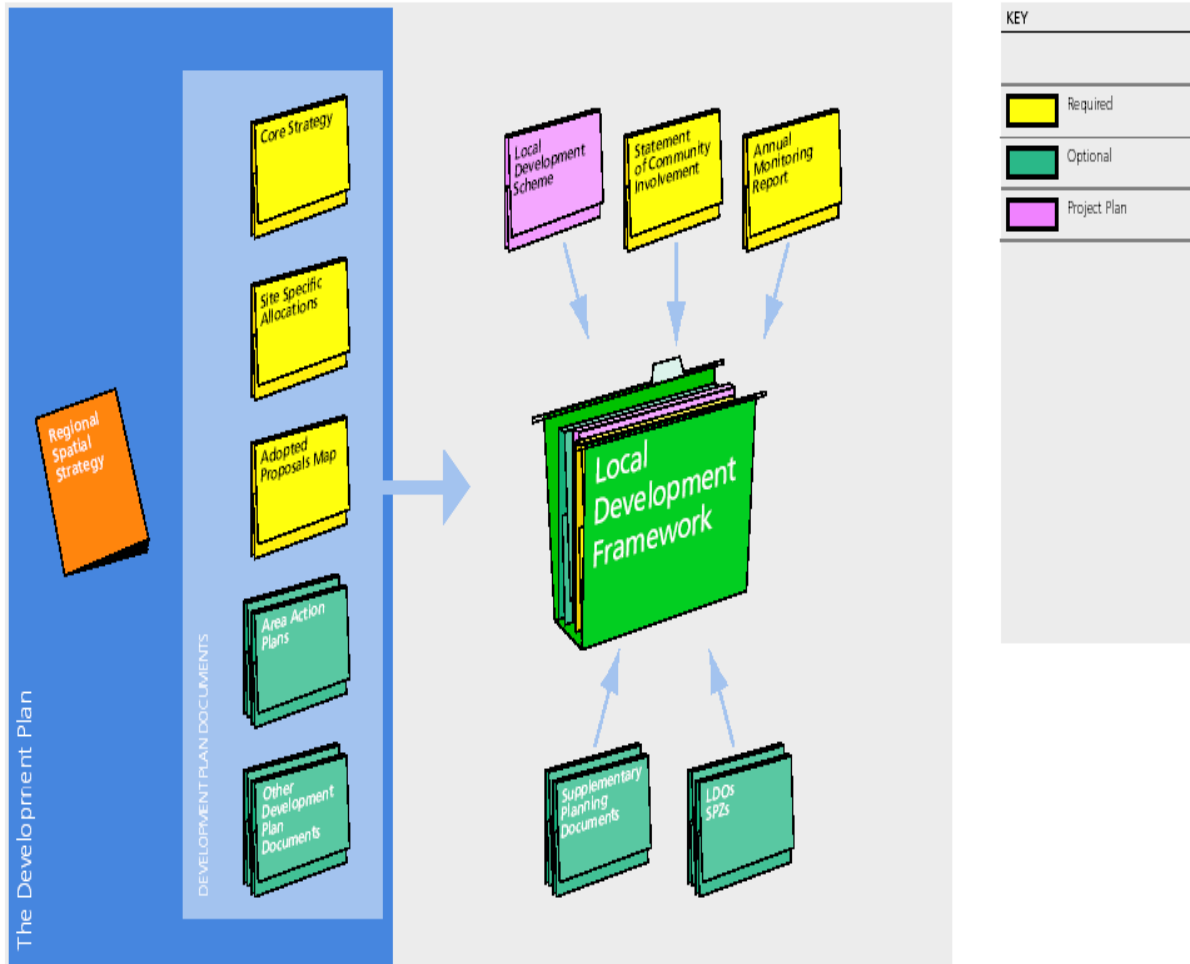 The Development Plan
Regional
Spatial
Strategy
DEVELOPMENT PLAN DOCUMENTS
Core Strategy
Site Specific
Allocations
Adopted
Proposals Map
Area Action
Plans
Other
Development
Plan
Documents
Local
Development
Scheme
Statement
of Community
Involvement
Annual
Monitoring
Report
Local
Development
Framework
Supplementary
Planning
Documents
LDOs
SPZs
KEY
Required
Optional
Project Plan